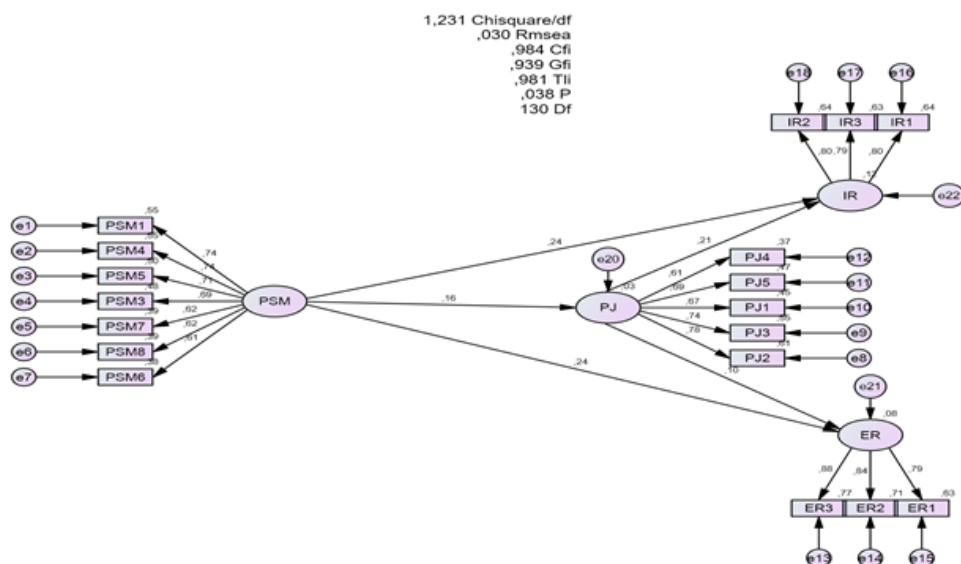 1,231 Chisquare/df
,030 Rmsea
,984 Cfi
,939 Gfi
,981 Tli
,038 P
130 Df
e18 e17 e16
,64 ,63 ,64
IR2 IR3 IR1
,80 ,79 ,80
IR
e22
e1 PSM1 ,55
e2 PSM4
e3 PSM5
e4 PSM3 ,48
e5 PSM7
e6 PSM8
e7 PSM6
,74
,71
,69
,62
,62
,61
PSM
,24
,16
,24
e20
,03
PJ
,21
,61
,69
,67
,74
,78
,10
PJ4 ,37 e12
PJ5 ,47 e11
PJ1 ,45 e10
PJ3 e9
PJ2 ,61 e8
e21
,08
ER
,88 ,84 ,79
,77 ,71 ,63
ER3 ER2 ER1
e13 e14 e15